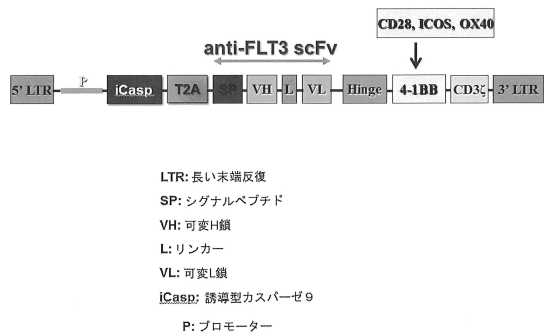 CD28, ICOS, OX40
anti-FLT3 scFv
5' LTR P iCasp T2A SP VH L VL Hinge 4-1BB CD3ζ 3' LTR
LTR: 長い末端反復
SP: シグナルペプチド
VH: 可変H鎖
L: リンカー
VL: 可変L鎖
iCasp: 誘導型カスパーゼ９
P: プロモーター